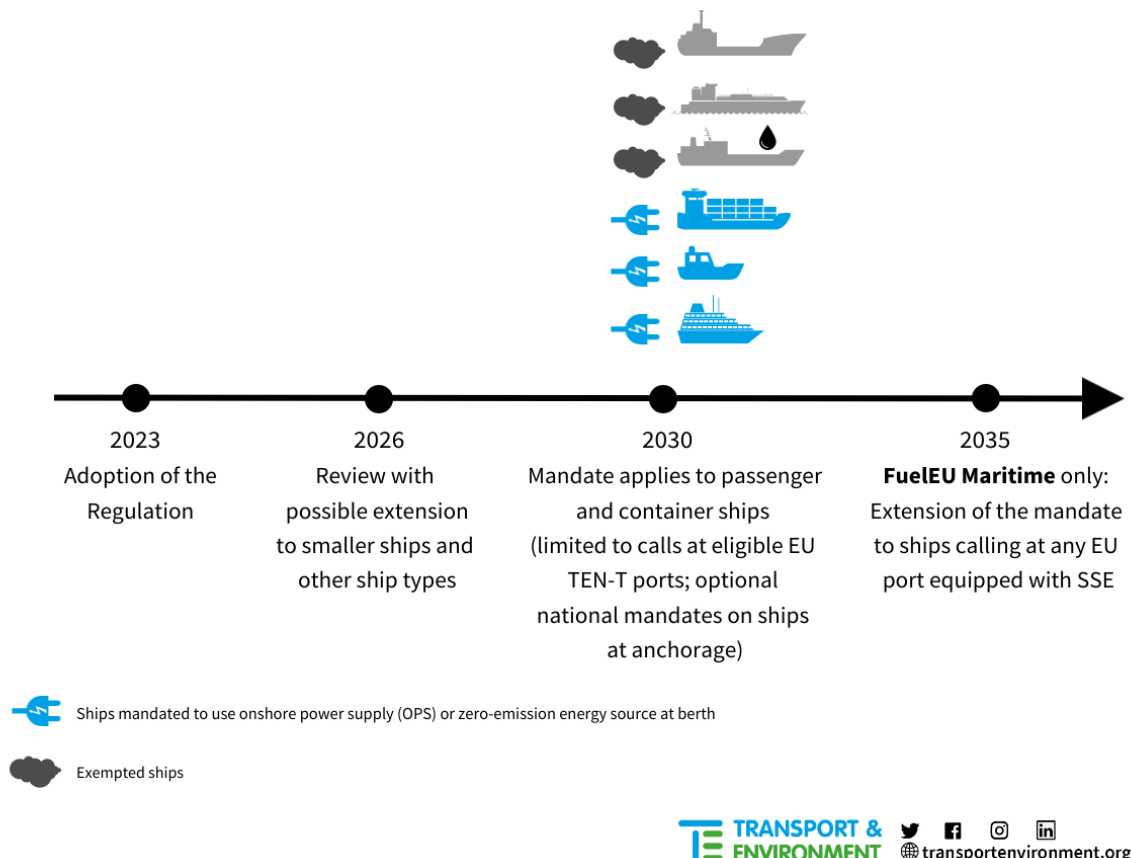 2023
Adoption of the
Regulation
2026
Review with
possible extension
to smaller ships and
other ship types
2030
Mandate applies to passenger
and container ships
(limited to calls at eligible EU
TEN-T ports; optional
national mandates on ships
at anchorage)
2035
FuelEU Maritime only:
Extension of the mandate
to ships calling at any EU
port equipped with SSE
Ships mandated to use onshore power supply (OPS) or zero-emission energy source at berth
Exempted ships
TRANSPORT &
ENVIRONMENT
transportenvironment.org